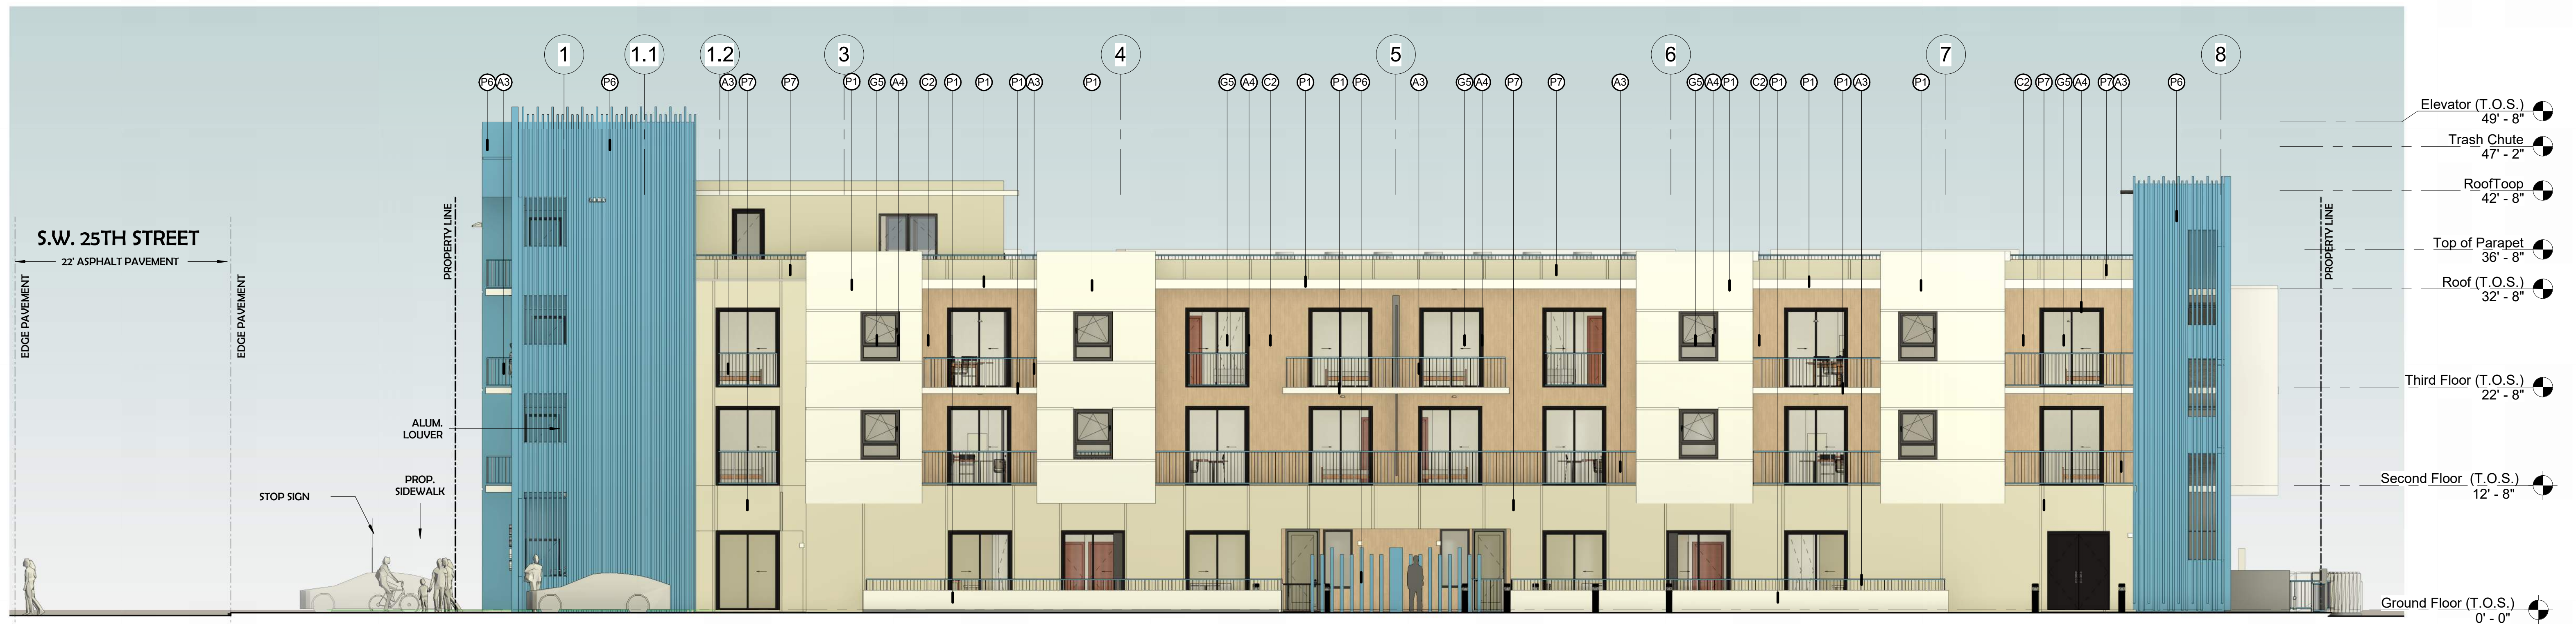 1 1.1 1.2 3 4 5 6 7 8
P6 A3 P6 A3 P7 P7 P1 G5 A4 C2 P1 P1 P1 A3 P1 G5 A4 C2 P1 P1 P6 A3 G5 A4 P7 P7 A3 G5 A4 P1 C2 P1 P1 P1 A3 P1 C2 P7 G5 A4 P7 A3 P6
Elevator (T.O.S.)
49' - 8"
Trash Chute
47' - 2"
RoofToop
42' - 8"
Top of Parapet
36' - 8"
Roof (T.O.S.)
32' - 8"
Third Floor (T.O.S.)
22' - 8"
Second Floor (T.O.S.)
12' - 8"
Ground Floor (T.O.S.)
0' - 0"
S.W. 25TH STREET
22' ASPHALT PAVEMENT
EDGE PAVEMENT
EDGE PAVEMENT
PROPERTY LINE
PROPERTY LINE
ALUM.
LOUVER
PROP.
SIDEWALK
STOP SIGN